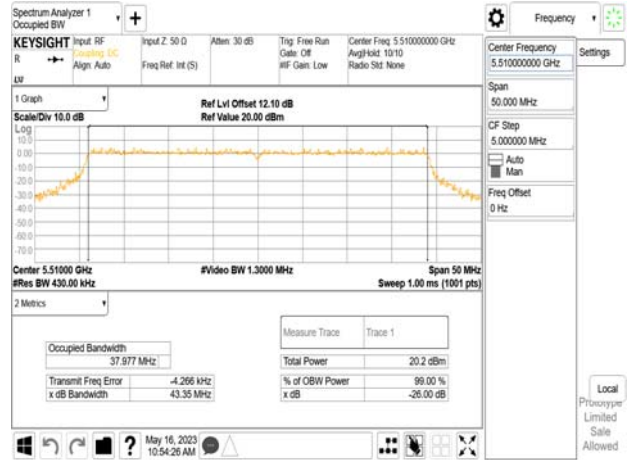 Spectrum Analyzer 1
Occupied BW
Frequency
KEYSIGHT
R
Input: RF
Coupling: DC
Align: Auto
Input Z: 50 Ω
Freq Ref: Int (S)
Atten: 30 dB
Trig: Free Run
Gate: Off
#IF Gain: Low
Center Freq: 5.510000000 GHz
Avg|Hold: 10/10
Radio Std: None
Center Frequency
5.510000000 GHz
Settings
Span
50.000 MHz
CF Step
5.000000 MHz
Auto
Man
Freq Offset
0 Hz
1 Graph
Scale/Div 10.0 dB
Ref Lvl Offset 12.10 dB
Ref Value 20.00 dBm
Log
10.0
0.00
-10.0
-20.0
-30.0
-40.0
-50.0
-60.0
-70.0
Center 5.51000 GHz
#Res BW 430.00 kHz
#Video BW 1.3000 MHz
Span 50 MHz
Sweep 1.00 ms (1001 pts)
2 Metrics
Measure Trace
Trace 1
Occupied Bandwidth
37.977 MHz
Total Power
20.2 dBm
Transmit Freq Error
-4.266 kHz
% of OBW Power
99.00 %
x dB Bandwidth
43.35 MHz
x dB
-26.00 dB
Local
Prototype
Limited
Sale
Allowed
May 16, 2023
10:54:26 AM